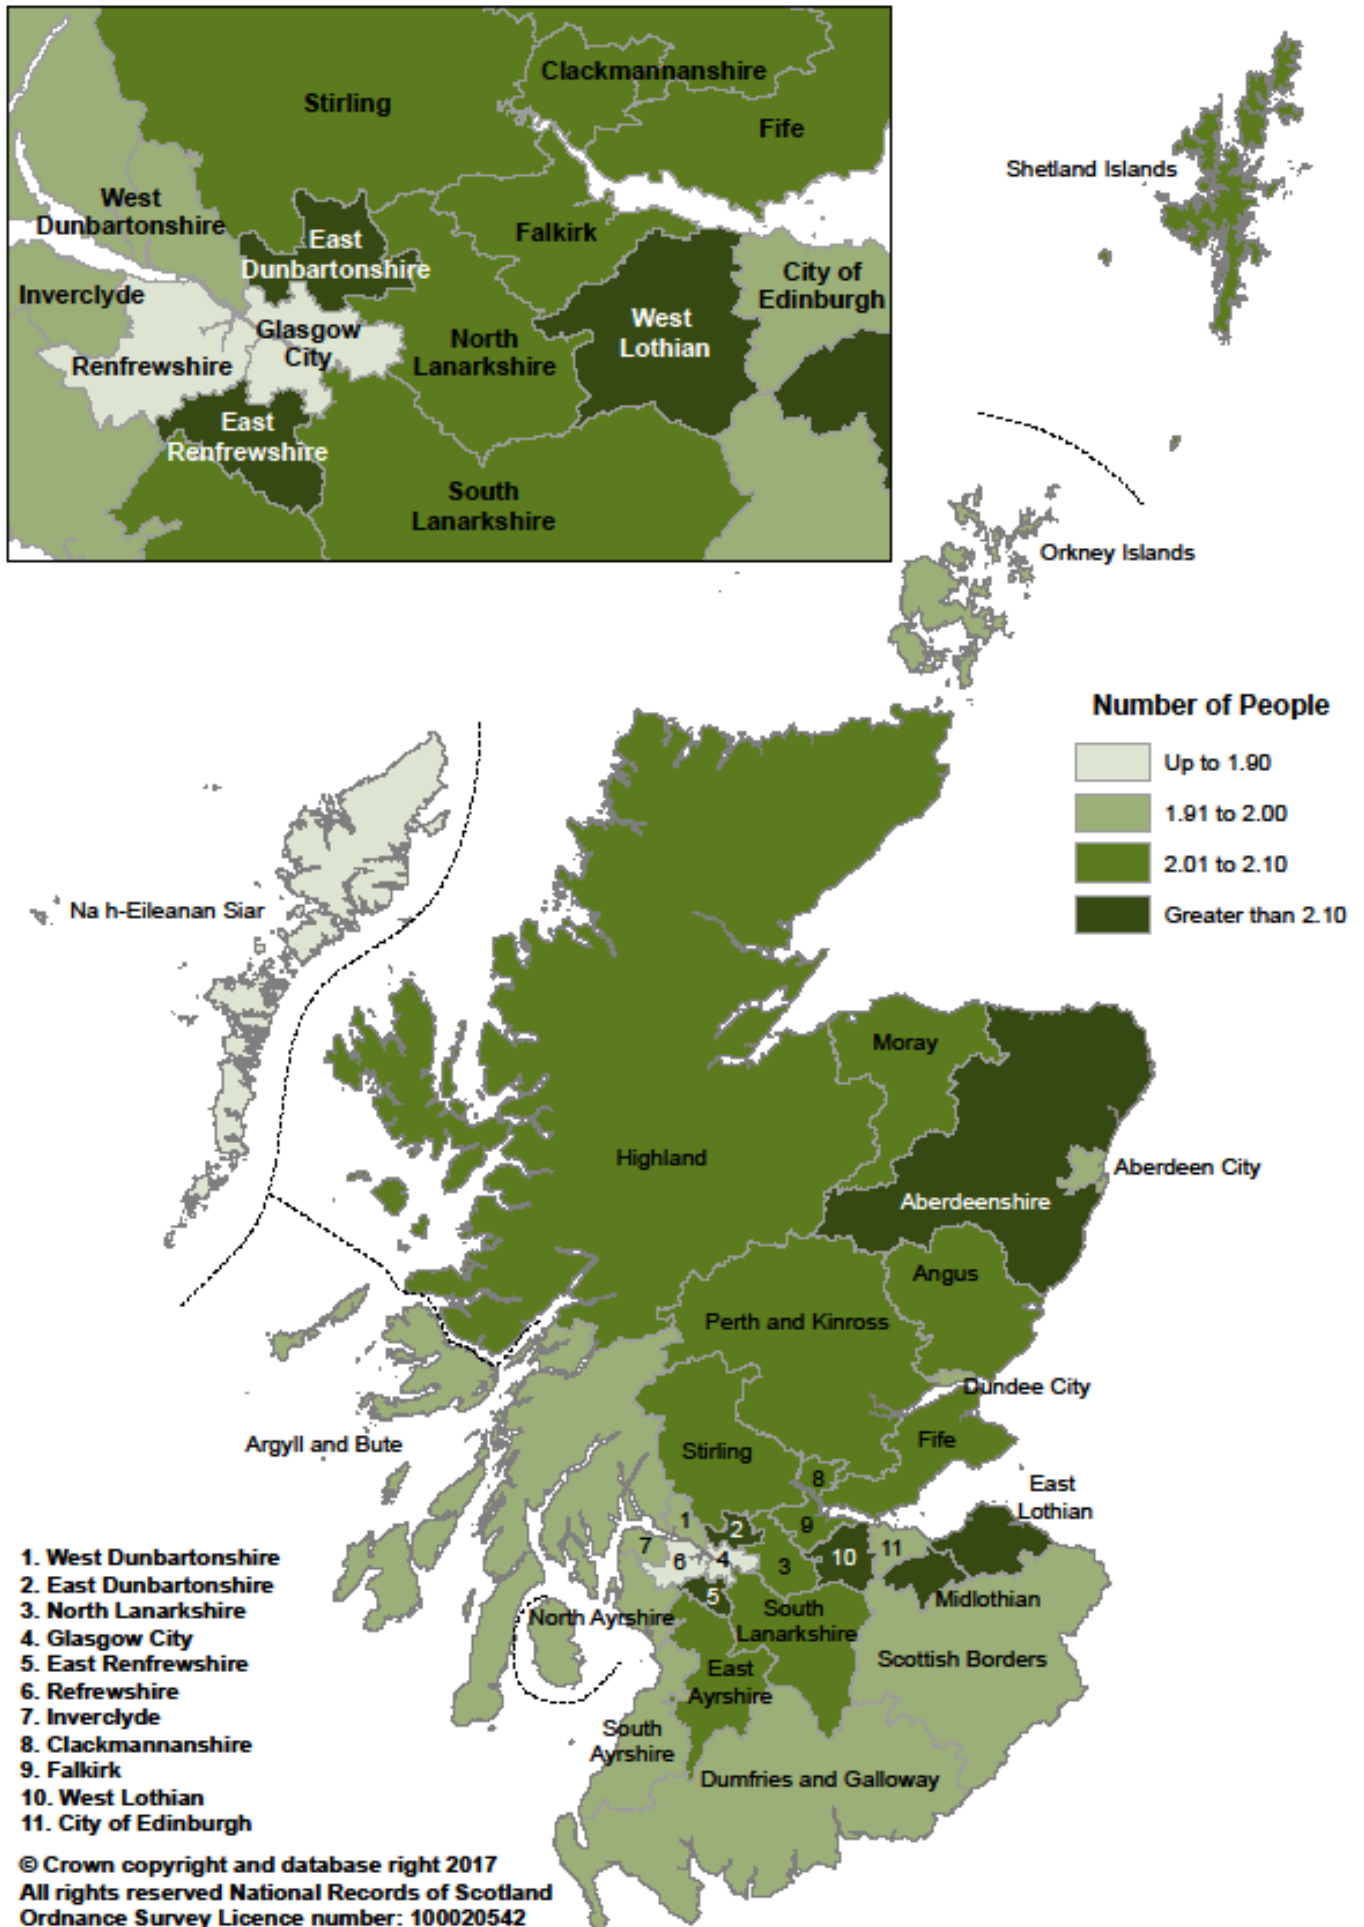 Clackmannanshire
Stirling
Fife
West
Dunbartonshire
East
Dunbartonshire
Falkirk
City of
Edinburgh
Inverclyde
Glasgow
City
West
Lothian
North
Lanarkshire
Renfrewshire
East
Renfrewshire
South
Lanarkshire
Shetland Islands
Orkney Islands
Number of People
Up to 1.90
1.91 to 2.00
2.01 to 2.10
Greater than 2.10
Na h-Eileanan Siar
Moray
Highland
Aberdeen City
Aberdeenshire
Angus
Perth and Kinross
Dundee City
Argyll and Bute
Stirling
Fife
8
East
Lothian
1
2
9
7
6
4
3
10
11
5
Midlothian
North Ayrshire
South
Lanarkshire
Scottish Borders
East
Ayrshire
South
Ayrshire
Dumfries and Galloway
1. West Dunbartonshire
2. East Dunbartonshire
3. North Lanarkshire
4. Glasgow City
5. East Renfrewshire
6. Refrewshire
7. Inverclyde
8. Clackmannanshire
9. Falkirk
10. West Lothian
11. City of Edinburgh
© Crown copyright and database right 2017
All rights reserved National Records of Scotland
Ordnance Survey Licence number: 100020542